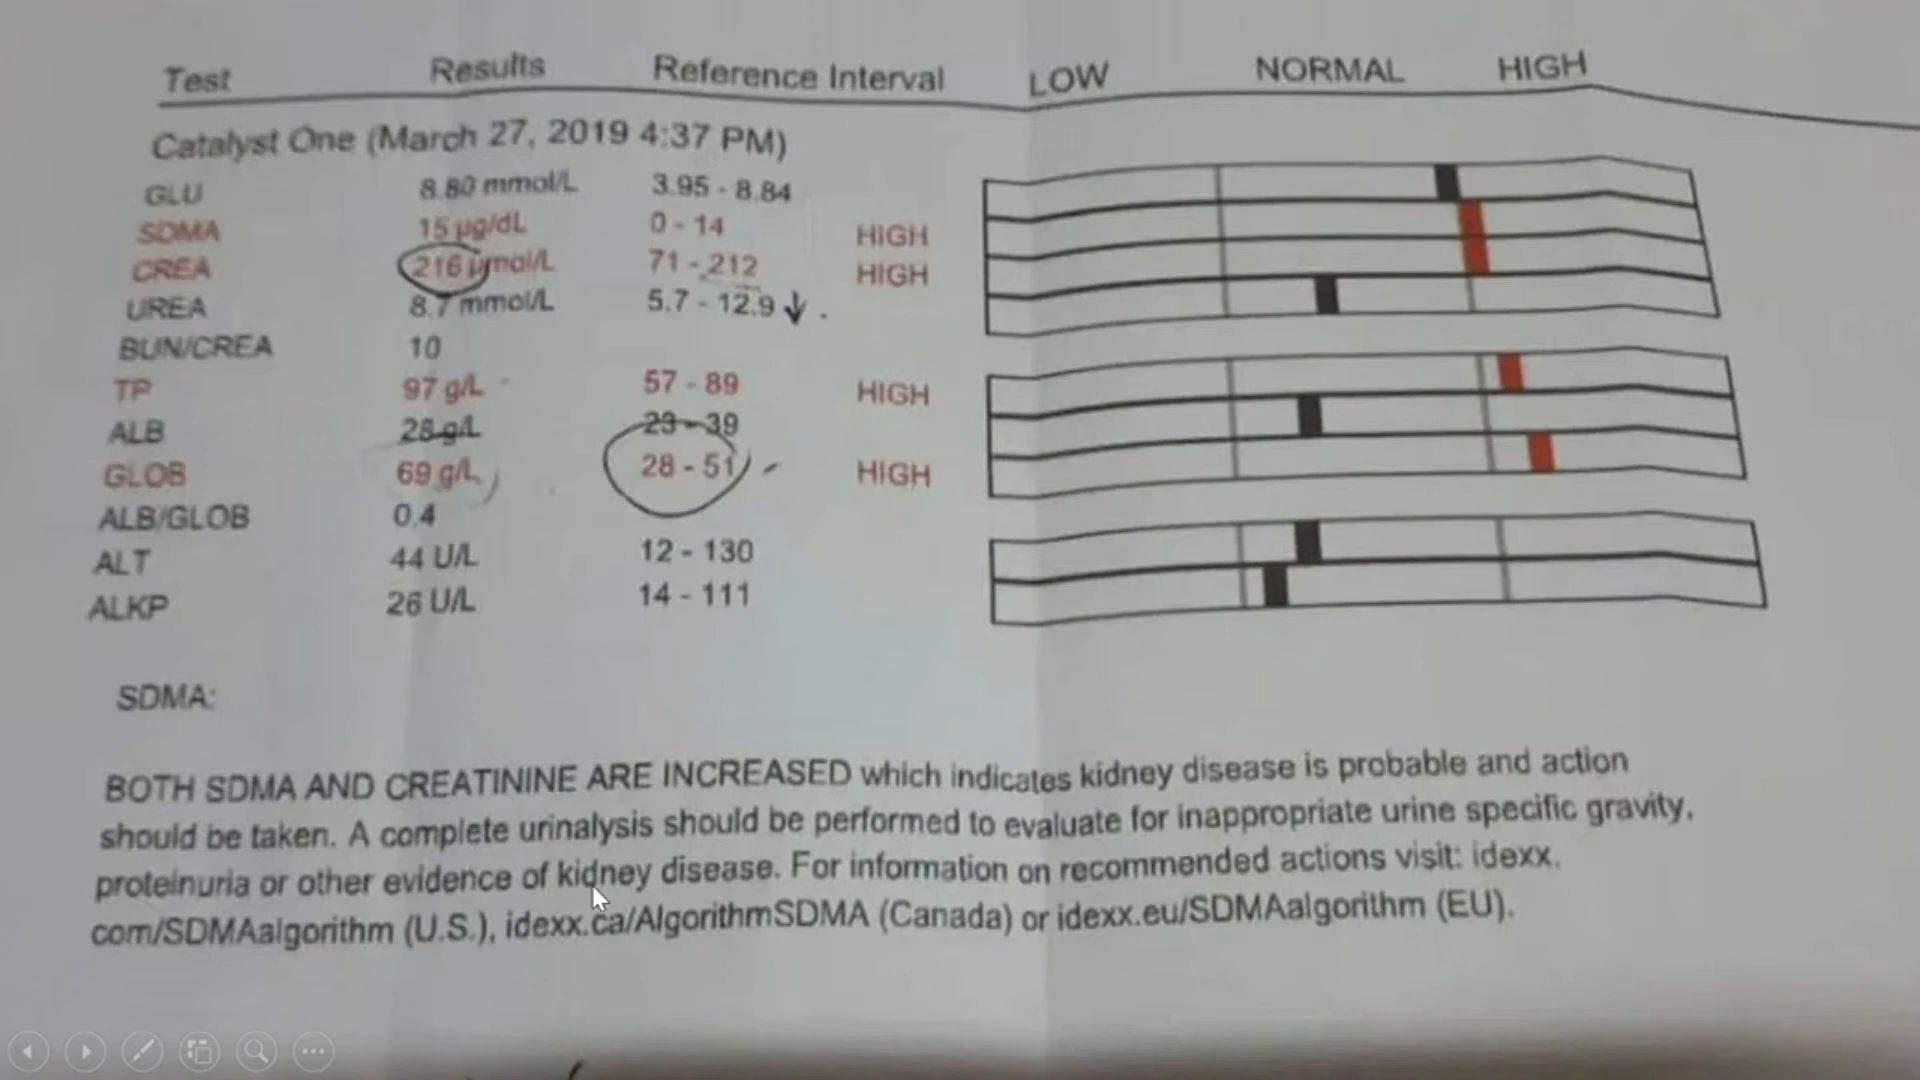 Test Results Reference Interval LOW NORMAL HIGH
Catalyst One (March 27, 2019 4:37 PM)
GLU 8.80 mmol/L 3.95 - 8.84
SDMA 15 µg/dL 0 - 14 HIGH
CREA 216 µmol/L 71 - 212 HIGH
UREA 8.7 mmol/L 5.7 - 12.9 ↓ .
BUN/CREA 10
TP 97 g/L 57 - 89 HIGH
ALB 28 g/L 23 - 39
GLOB 69 g/L 28 - 51 HIGH
ALB/GLOB 0.4
ALT 44 U/L 12 - 130
ALKP 26 U/L 14 - 111
SDMA:
BOTH SDMA AND CREATININE ARE INCREASED which indicates kidney disease is probable and action
should be taken. A complete urinalysis should be performed to evaluate for inappropriate urine specific gravity,
proteinuria or other evidence of kidney disease. For information on recommended actions visit: idexx.
com/SDMAalgorithm (U.S.), idexx.ca/AlgorithmSDMA (Canada) or idexx.eu/SDMAalgorithm (EU).